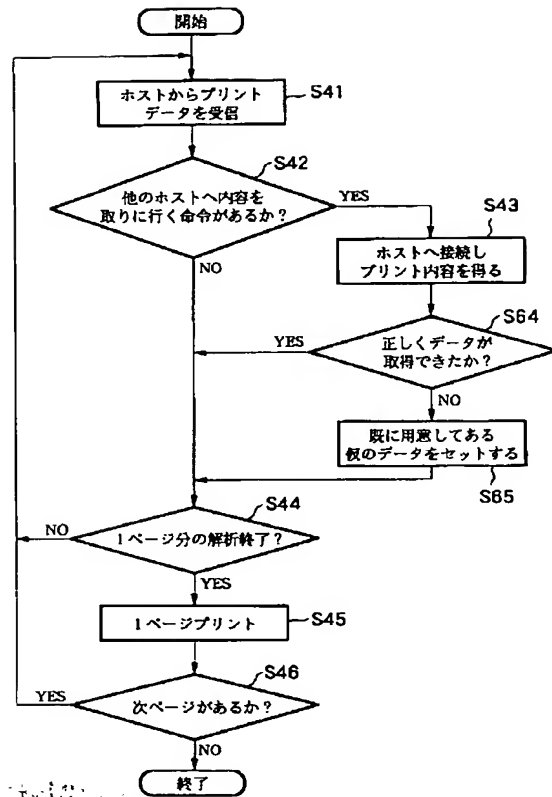 開始
ホストからプリント
データを受信
S41
S42
他のホストへ内容を
取りに行く命令があるか？
YES
NO
S43
ホストへ接続し
プリント内容を得る
S64
正しくデータが
取得できたか？
YES
NO
既に用意してある
仮のデータをセットする
S65
S44
1ページ分の解析終了？
NO
YES
1ページプリント
S45
S46
次ページがあるか？
YES
NO
終了